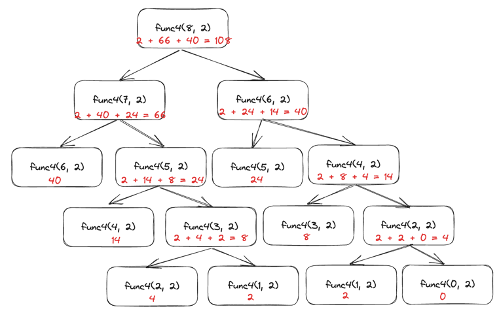 func4(8, 2)
2 + 66 + 40 = 108
func4(7, 2)
2 + 40 + 24 = 66
func4(6, 2)
2 + 24 + 14 = 40
func4(6, 2)
40
func4(5, 2)
2 + 14 + 8 = 24
func4(5, 2)
24
func4(4, 2)
2 + 8 + 4 = 14
func4(4, 2)
14
func4(3, 2)
2 + 4 + 2 = 8
func4(3, 2)
8
func4(2, 2)
2 + 2 + 0 = 4
func4(2, 2)
4
func4(1, 2)
2
func4(1, 2)
2
func4(0, 2)
0